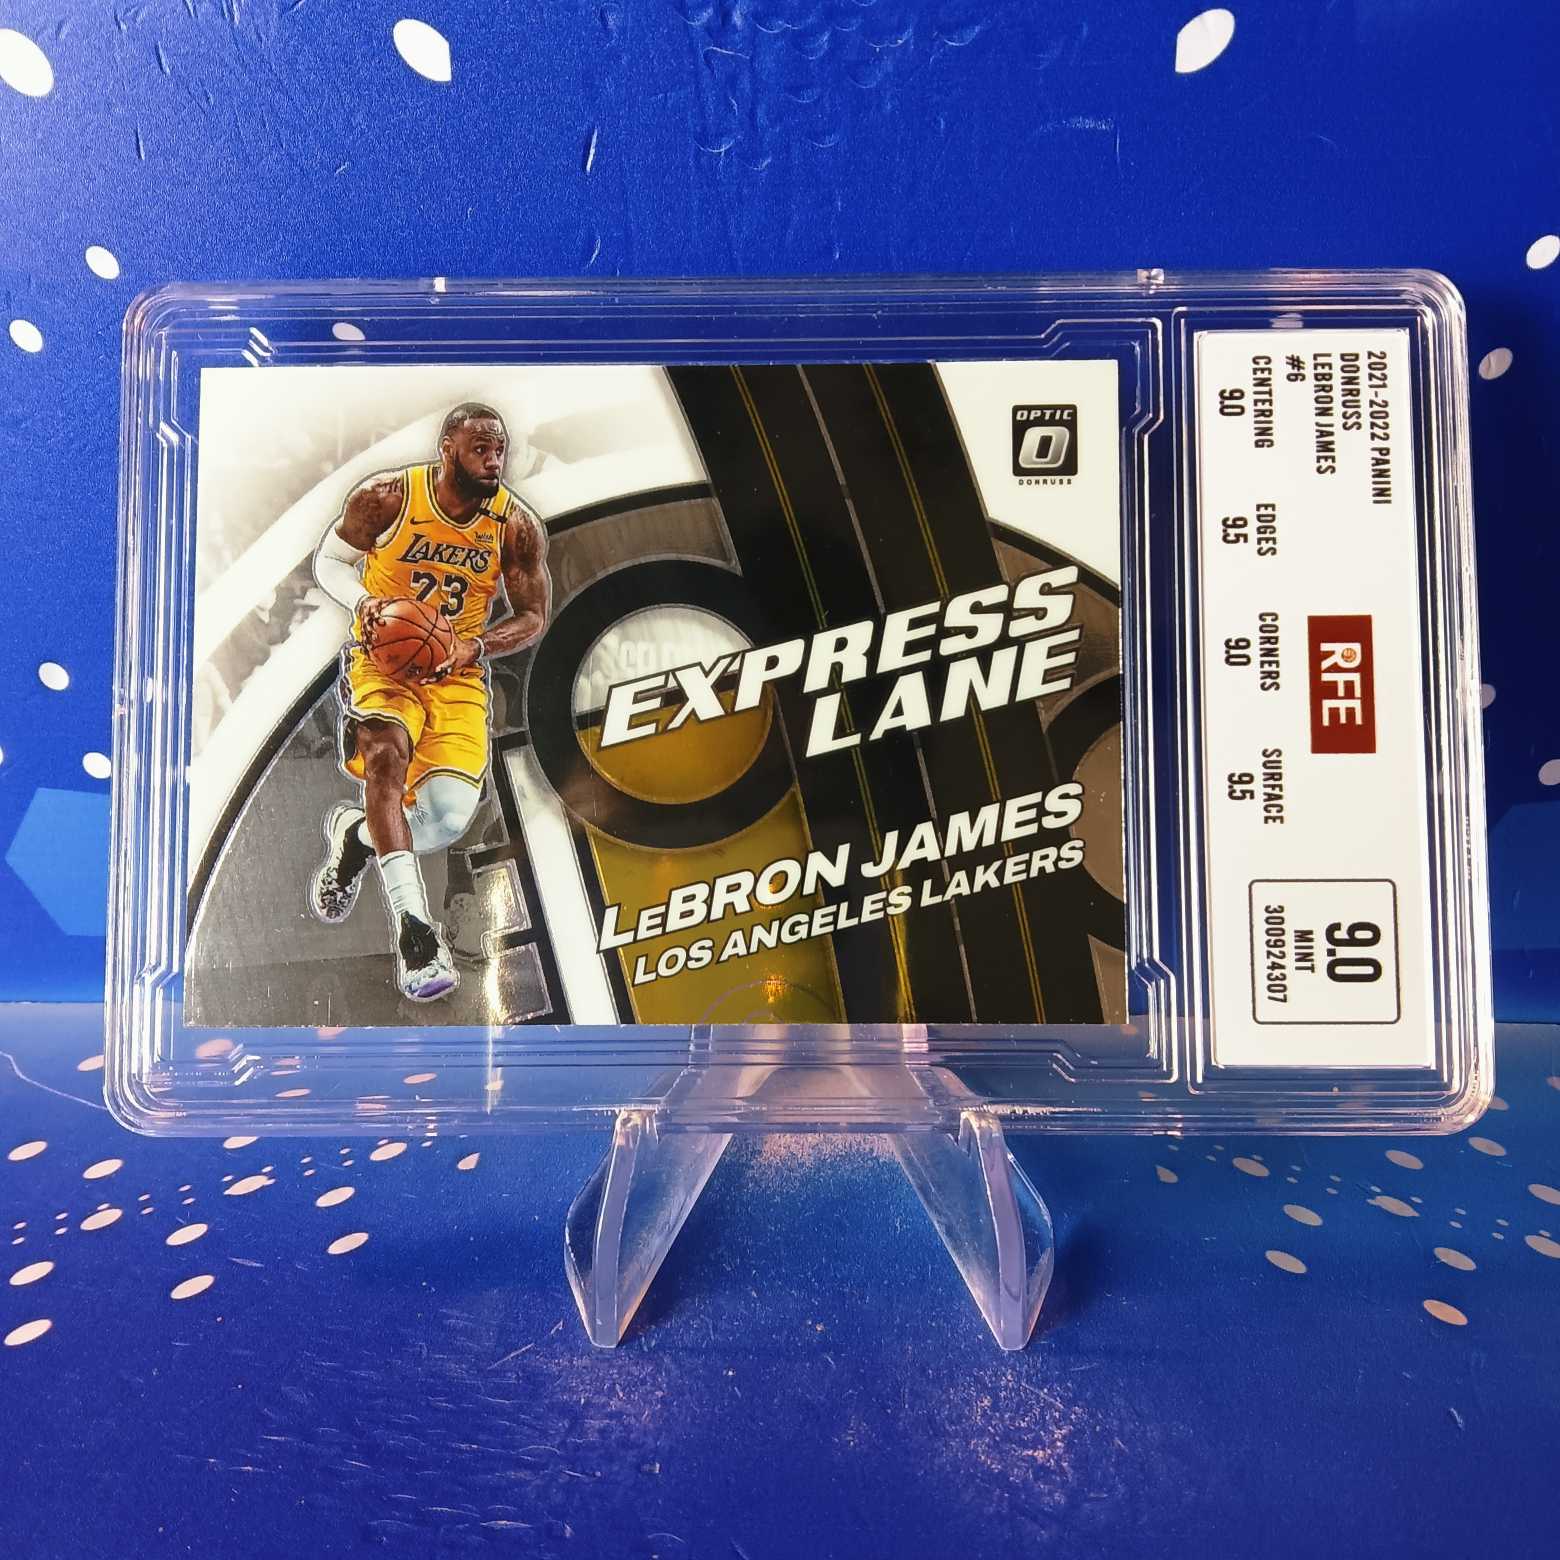 OPTIC
DONRUSS
wish
LAKERS
23
EXPRESS
LANE
LeBRON JAMES
LOS ANGELES LAKERS
2021-2022 PANINI
DONRUSS
LEBRON JAMES
#6
CENTERING EDGES CORNERS SURFACE
9.0 9.5 9.0 9.5
RFE
9.0
MINT
300924307